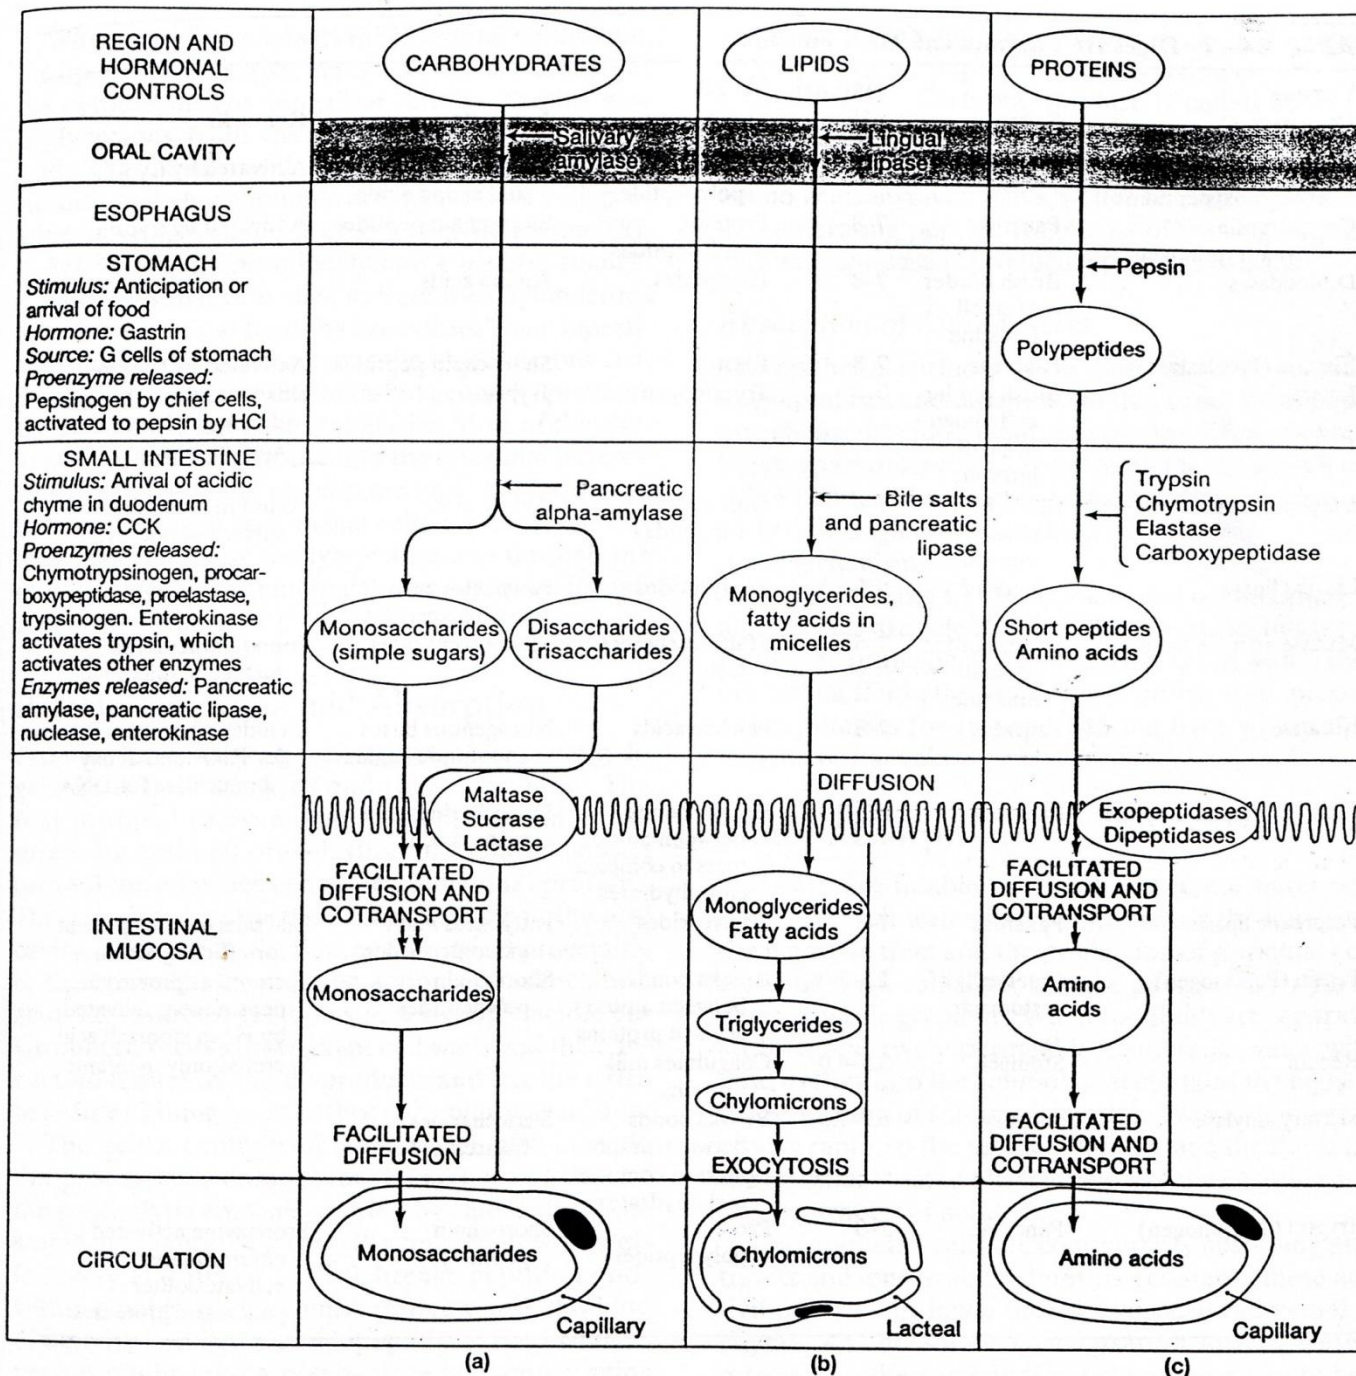 REGION AND
HORMONAL
CONTROLS
CARBOHYDRATES
LIPIDS
PROTEINS
ORAL CAVITY
Salivary
amylase
Lingual
lipase
ESOPHAGUS
STOMACH
Stimulus: Anticipation or
arrival of food
Hormone: Gastrin
Source: G cells of stomach
Proenzyme released:
Pepsinogen by chief cells,
activated to pepsin by HCl
Pepsin
Polypeptides
SMALL INTESTINE
Stimulus: Arrival of acidic
chyme in duodenum
Hormone: CCK
Proenzymes released:
Chymotrypsinogen, procar-
boxypeptidase, proelastase,
trypsinogen. Enterokinase
activates trypsin, which
activates other enzymes
Enzymes released: Pancreatic
amylase, pancreatic lipase,
nuclease, enterokinase
Pancreatic
alpha-amylase
Monosaccharides
(simple sugars)
Disaccharides
Trisaccharides
Bile salts
and pancreatic
lipase
Monoglycerides,
fatty acids in
micelles
Trypsin
Chymotrypsin
Elastase
Carboxypeptidase
Short peptides
Amino acids
INTESTINAL
MUCOSA
Maltase
Sucrase
Lactase
FACILITATED
DIFFUSION AND
COTRANSPORT
Monosaccharides
FACILITATED
DIFFUSION
DIFFUSION
Monoglycerides
Fatty acids
Triglycerides
Chylomicrons
EXOCYTOSIS
Exopeptidases
Dipeptidases
FACILITATED
DIFFUSION AND
COTRANSPORT
Amino
acids
FACILITATED
DIFFUSION AND
COTRANSPORT
CIRCULATION
Monosaccharides
Capillary
Chylomicrons
Lacteal
Amino acids
Capillary
(a)
(b)
(c)